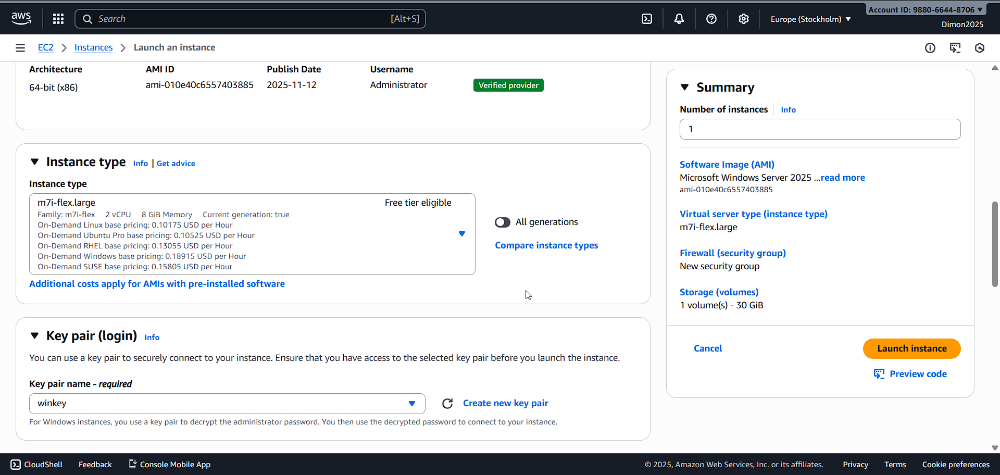 aws
Search
[Alt+S]
Europe (Stockholm)
Account ID: 9880-6644-8706
Dimon2025
EC2
Instances
Launch an instance
Architecture
AMI ID
Publish Date
Username
64-bit (x86)
ami-010e40c6557403885
2025-11-12
Administrator
Verified provider
Instance type
Info | Get advice
Instance type
m7i-flex.large
Free tier eligible
Family: m7i-flex 2 vCPU 8 GiB Memory Current generation: true
On-Demand Linux base pricing: 0.10175 USD per Hour
On-Demand Ubuntu Pro base pricing: 0.10525 USD per Hour
On-Demand RHEL base pricing: 0.13055 USD per Hour
On-Demand Windows base pricing: 0.18915 USD per Hour
On-Demand SUSE base pricing: 0.15805 USD per Hour
All generations
Compare instance types
Additional costs apply for AMIs with pre-installed software
Key pair (login)
Info
You can use a key pair to securely connect to your instance. Ensure that you have access to the selected key pair before you launch the instance.
Key pair name - required
winkey
Create new key pair
For Windows instances, you use a key pair to decrypt the administrator password. You then use the decrypted password to connect to your instance.
Summary
Number of instances
Info
1
Software Image (AMI)
Microsoft Windows Server 2025 ...read more
ami-010e40c6557403885
Virtual server type (instance type)
m7i-flex.large
Firewall (security group)
New security group
Storage (volumes)
1 volume(s) - 30 GiB
Cancel
Launch instance
Preview code
CloudShell
Feedback
Console Mobile App
© 2025, Amazon Web Services, Inc. or its affiliates.
Privacy
Terms
Cookie preferences